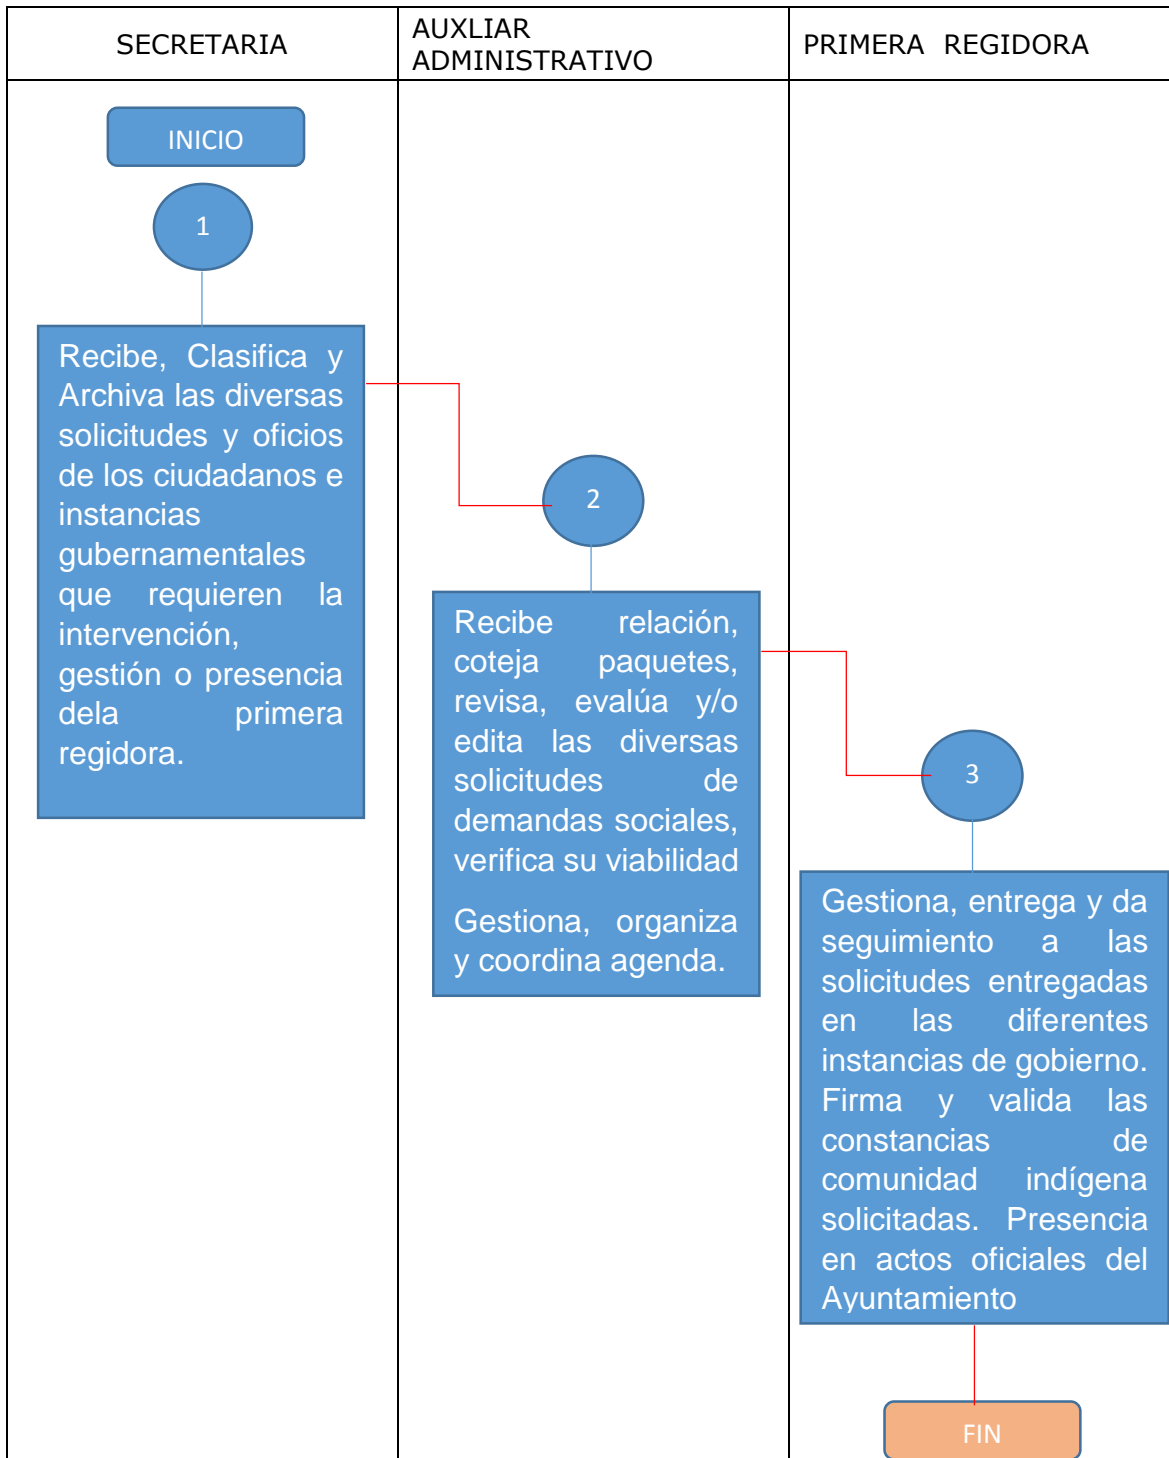 SECRETARIA
AUXLIAR
ADMINISTRATIVO
PRIMERA REGIDORA
INICIO
1
Recibe, Clasifica y
Archiva las diversas
solicitudes y oficios
de los ciudadanos e
instancias
gubernamentales
que requieren la
intervención,
gestión o presencia
dela primera
regidora.
2
Recibe relación,
coteja paquetes,
revisa, evalúa y/o
edita las diversas
solicitudes de
demandas sociales,
verifica su viabilidad
Gestiona, organiza
y coordina agenda.
3
Gestiona, entrega y da
seguimiento a las
solicitudes entregadas
en las diferentes
instancias de gobierno.
Firma y valida las
constancias de
comunidad indígena
solicitadas. Presencia
en actos oficiales del
Ayuntamiento
FIN